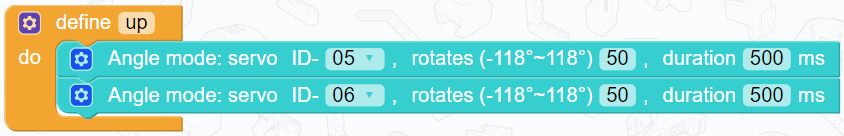 define up
do Angle mode: servo ID- 05 , rotates (-118°~118°) 50 , duration 500 ms
Angle mode: servo ID- 06 , rotates (-118°~118°) 50 , duration 500 ms